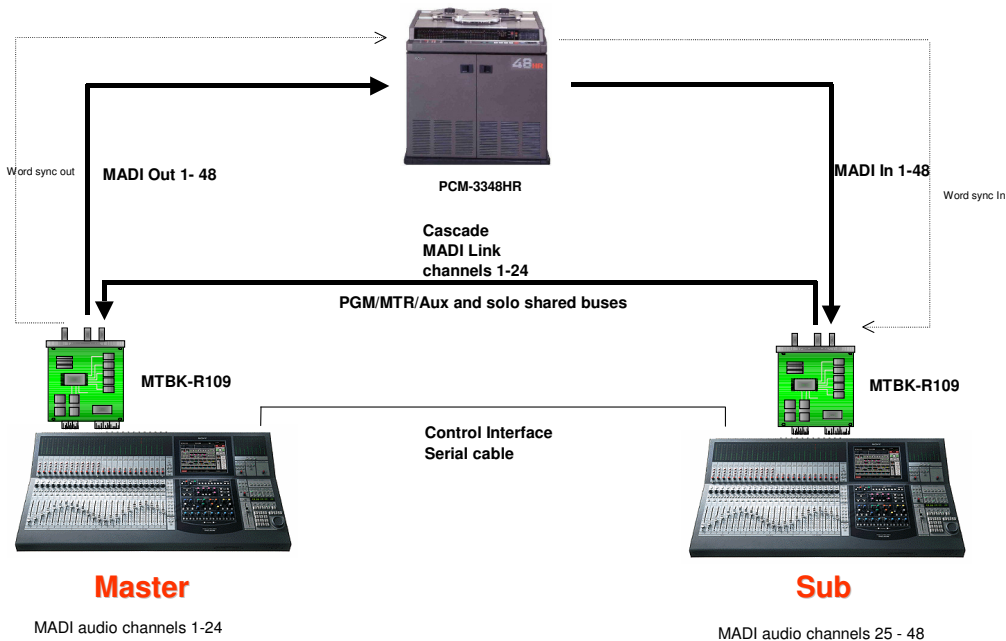 48HR
Word sync out
MADI Out 1- 48
PCM-3348HR
MADI In 1-48
Word sync In
Cascade
MADI Link
channels 1-24
PGM/MTR/Aux and solo shared buses
MTBK-R109
MTBK-R109
Control Interface
Serial cable
Master
Sub
MADI audio channels 1-24
MADI audio channels 25 - 48